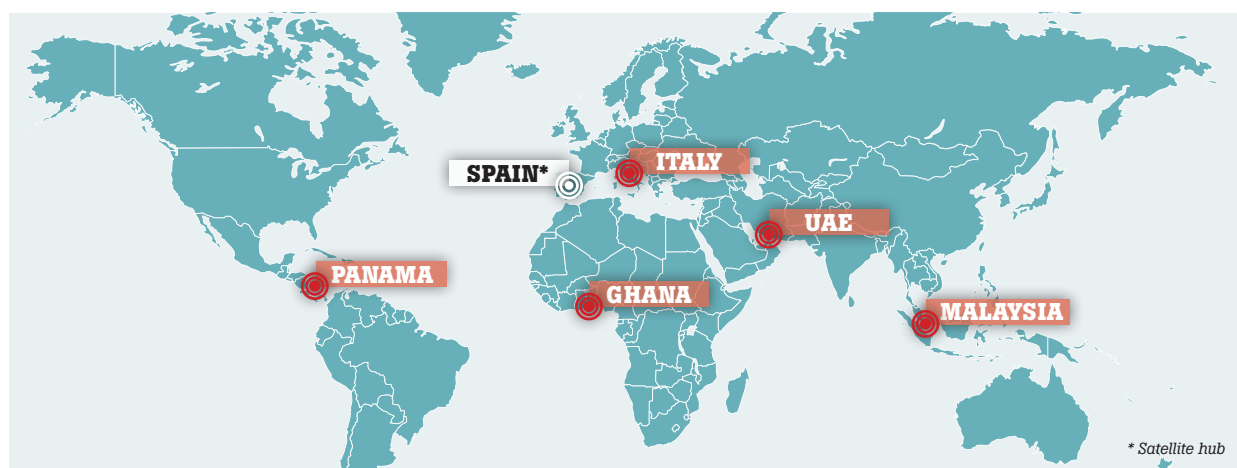 ITALY
SPAIN*
UAE
PANAMA
GHANA
MALAYSIA
* Satellite hub